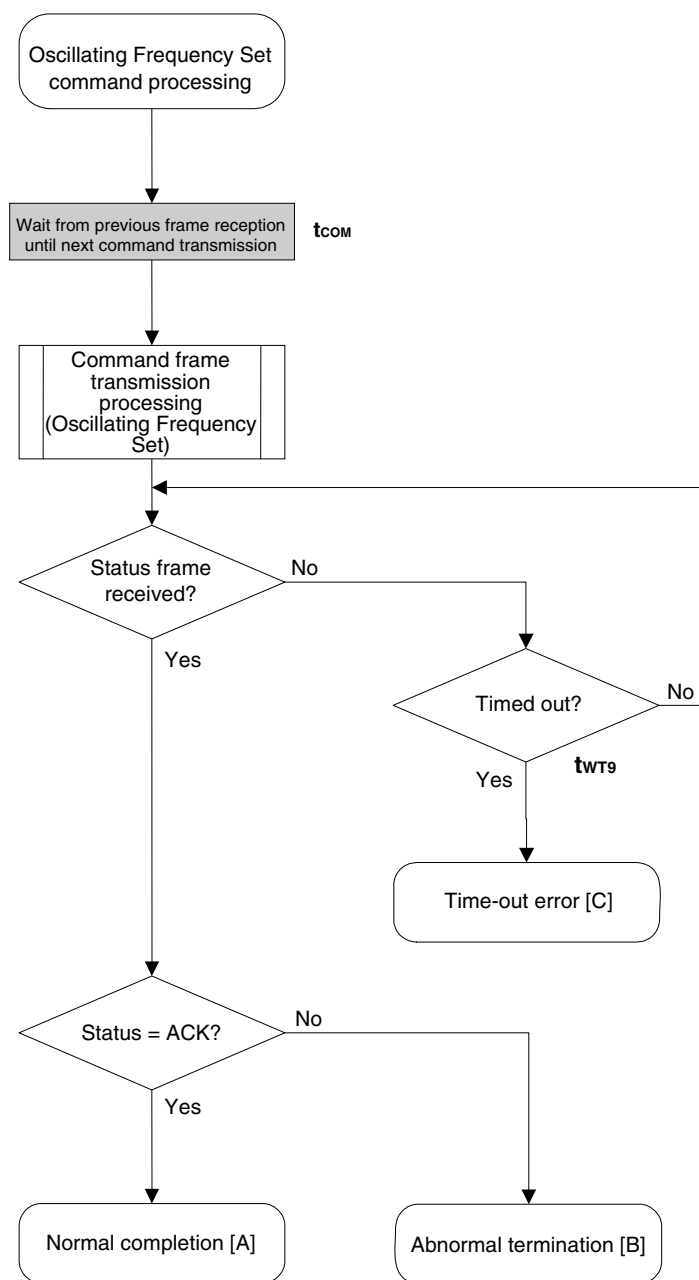 Oscillating Frequency Set
command processing
Wait from previous frame reception
until next command transmission
tCOM
Command frame
transmission
processing
(Oscillating Frequency
Set)
Status frame
received?
No
Yes
Timed out?
No
tWT9
Yes
Time-out error [C]
Status = ACK?
No
Yes
Normal completion [A]
Abnormal termination [B]